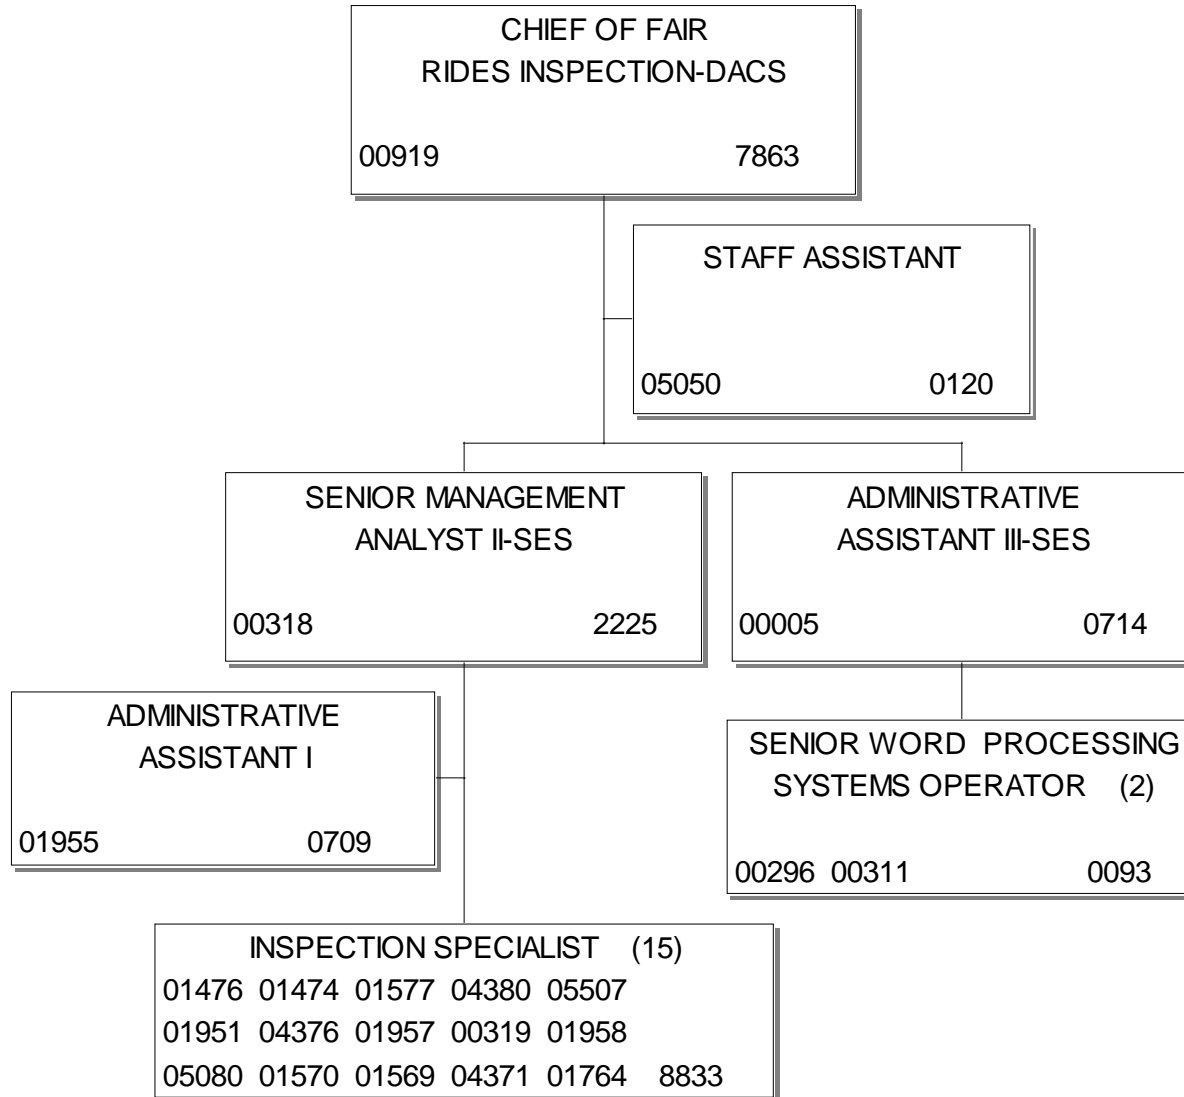 CHIEF OF FAIR
RIDES INSPECTION-DACS
00919 7863
STAFF ASSISTANT
05050 0120
SENIOR MANAGEMENT
ANALYST II-SES
00318 2225
ADMINISTRATIVE
ASSISTANT III-SES
00005 0714
ADMINISTRATIVE
ASSISTANT I
01955 0709
SENIOR WORD PROCESSING
SYSTEMS OPERATOR (2)
00296 00311 0093
INSPECTION SPECIALIST (15)
01476 01474 01577 04380 05507
01951 04376 01957 00319 01958
05080 01570 01569 04371 01764 8833